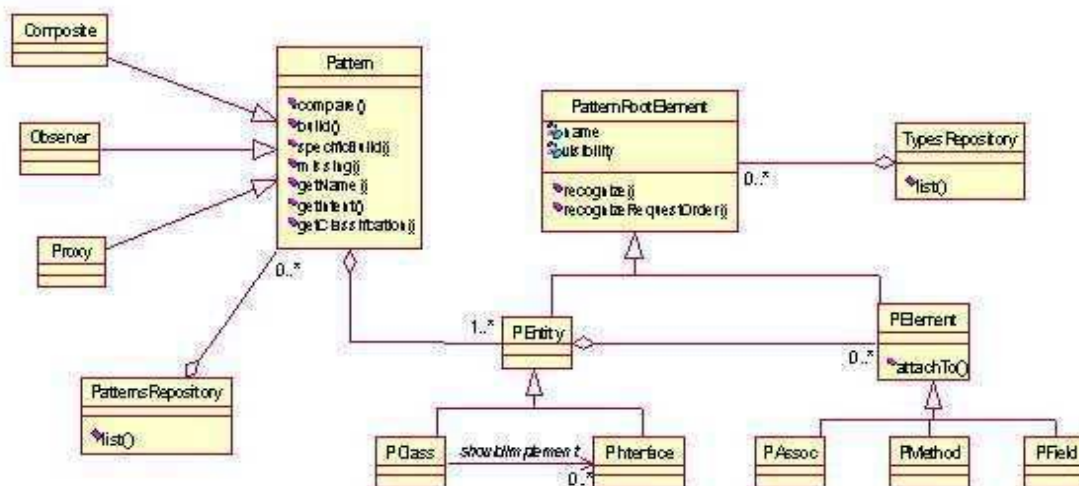 Composite
Pattern
compare()
build()
specificBuild()
missing()
getName()
getIntent()
getClassification()
Observer
Proxy
0..*
PatternsRepository
list()
PatternRootElement
name
visibility
recognize()
recognizeRequestOrder()
0..*
TypesRepository
list()
1..*
PEntity
PElement
attachTo()
0..*
PClass
shouldImplement
0..*
PInterface
PAssoc
PMethod
PField